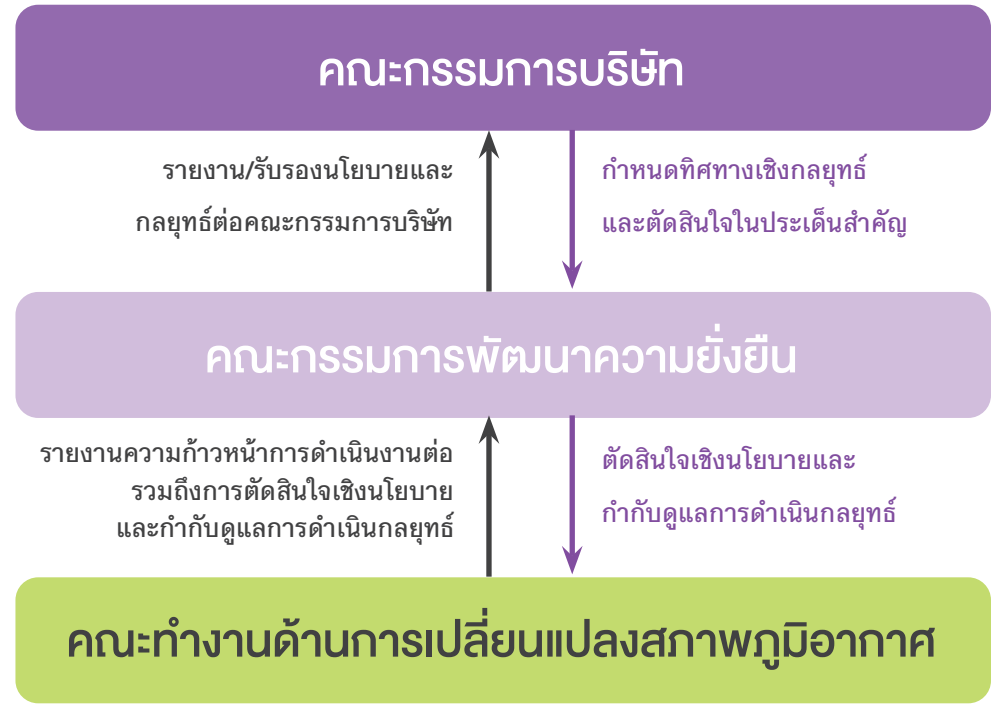 คณะกรรมการบริษัท
รายงาน/รับรองนโยบายและ
กลยุทธ์ต่อคณะกรรมการบริษัท
กำหนดทิศทางเชิงกลยุทธ์
และตัดสินใจในประเด็นสำคัญ
คณะกรรมการพัฒนาความยั่งยืน
รายงานความก้าวหน้าการดำเนินงานต่อ
รวมถึงการตัดสินใจเชิงนโยบาย
และกำกับดูแลการดำเนินกลยุทธ์
ตัดสินใจเชิงนโยบายและ
กำกับดูแลการดำเนินกลยุทธ์
คณะทำงานด้านการเปลี่ยนแปลงสภาพภูมิอากาศ